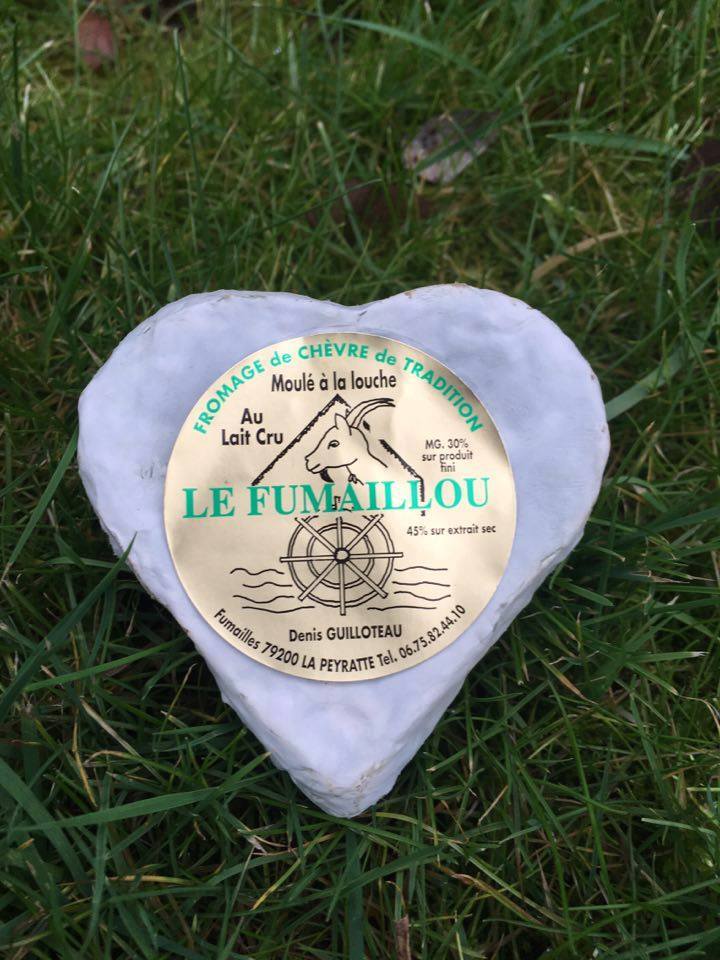 FROMAGE de CHÈVRE de TRADITION
Moulé à la louche
Au
Lait Cru
MG. 30%
sur produit
fini
LE FUMAILLOU
45% sur extrait sec
Denis GUILLOTEAU
Fumailles 79200 LA PEYRATTE Tel. 06.75.82.44.10